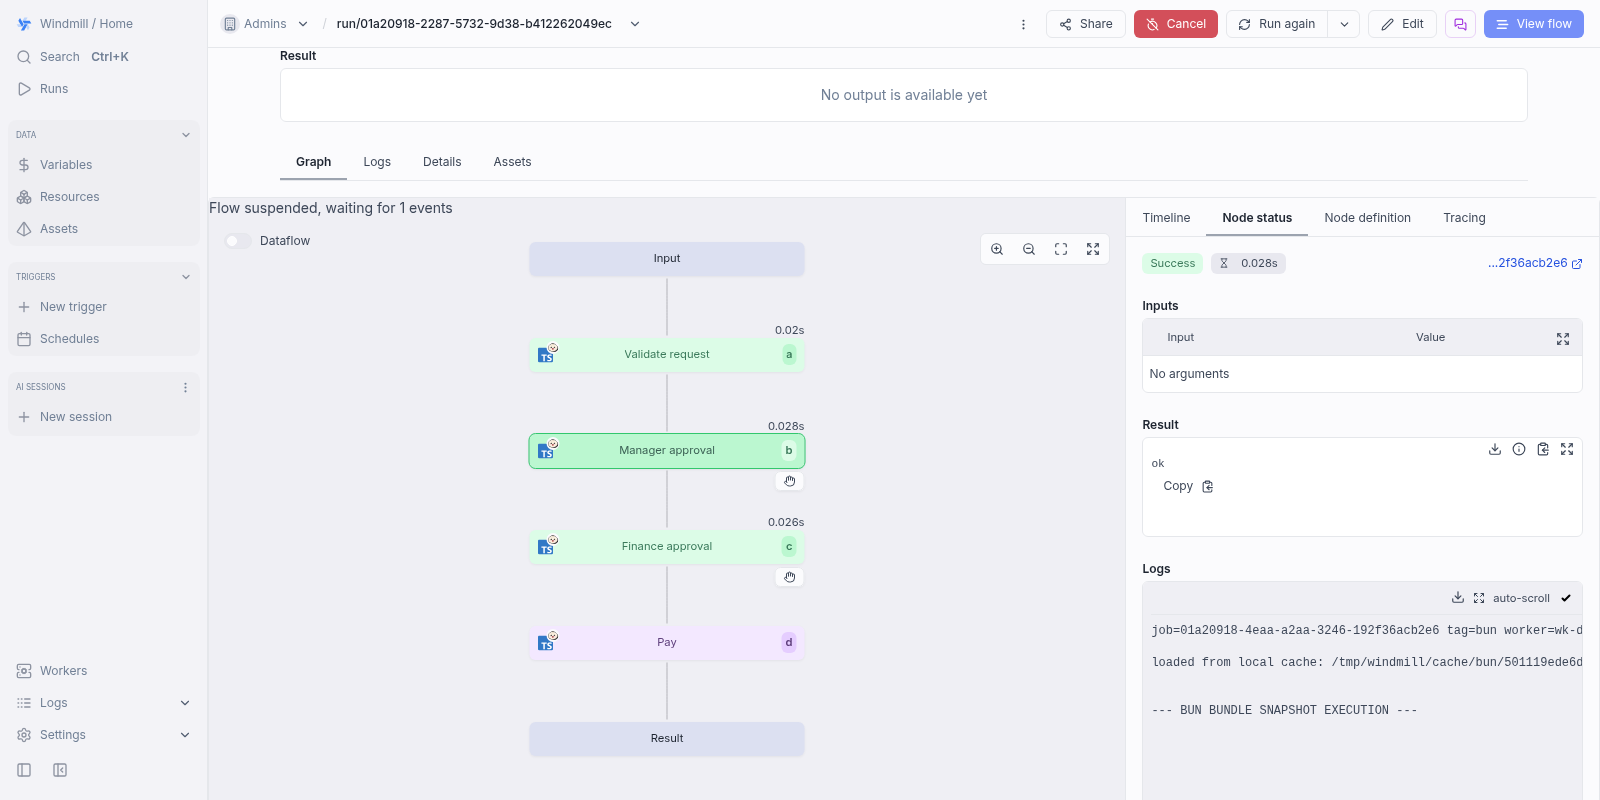 Windmill / Home
Search Ctrl+K
Runs
DATA
Variables
Resources
Assets
TRIGGERS
New trigger
Schedules
AI SESSIONS
New session
Workers
Logs
Settings
Admins / run/01a20918-2287-5732-9d38-b412262049ec
Share
Cancel
Run again
Edit
View flow
Result
No output is available yet
Graph Logs Details Assets
Flow suspended, waiting for 1 events
Dataflow
Input
0.02s
TS Validate request a
0.028s
TS Manager approval b
0.026s
TS Finance approval c
TS Pay d
Result
Timeline Node status Node definition Tracing
Success 0.028s ...2f36acb2e6
Inputs
Input Value
No arguments
Result
ok
Copy
Logs
auto-scroll
job=01a20918-4eaa-a2aa-3246-192f36acb2e6 tag=bun worker=wk-d
loaded from local cache: /tmp/windmill/cache/bun/501119ede6d
--- BUN BUNDLE SNAPSHOT EXECUTION ---